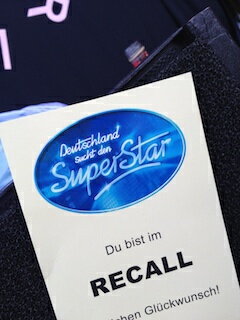 Deutschland
sucht den
SuperStar
Du bist im
RECALL
Glückwunsch!